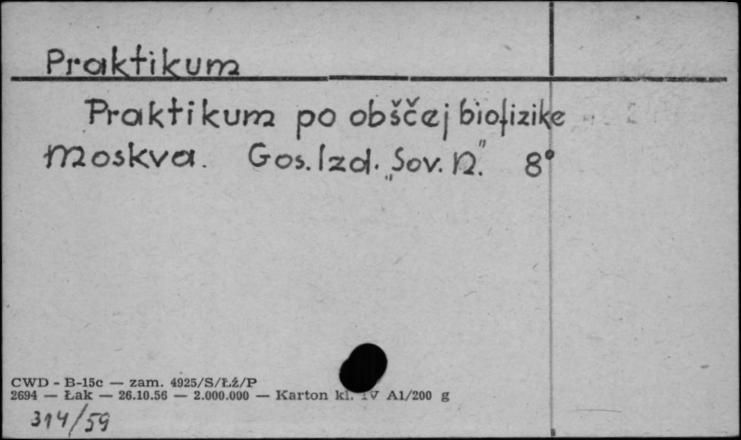 Praktikum
Praktikum po obščej biofizike
Moskva. Gos. Izd. „Sov. N." 8°
CWD - B-15c — zam. 4925/S/Łź/P
2694 — Łak — 26.10.56 — 2.000.000 — Karton kl. IV A1/200 g
314/59